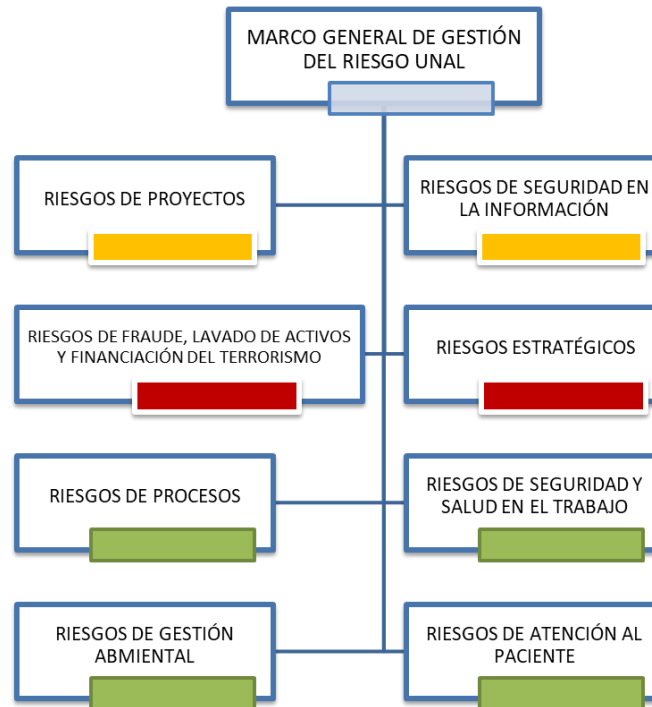 MARCO GENERAL DE GESTIÓN
DEL RIESGO UNAL
RIESGOS DE PROYECTOS
RIESGOS DE SEGURIDAD EN
LA INFORMACIÓN
RIESGOS DE FRAUDE, LAVADO DE ACTIVOS
Y FINANCIACIÓN DEL TERRORISMO
RIESGOS ESTRATÉGICOS
RIESGOS DE PROCESOS
RIESGOS DE SEGURIDAD Y
SALUD EN EL TRABAJO
RIESGOS DE GESTIÓN
ABMIENTAL
RIESGOS DE ATENCIÓN AL
PACIENTE